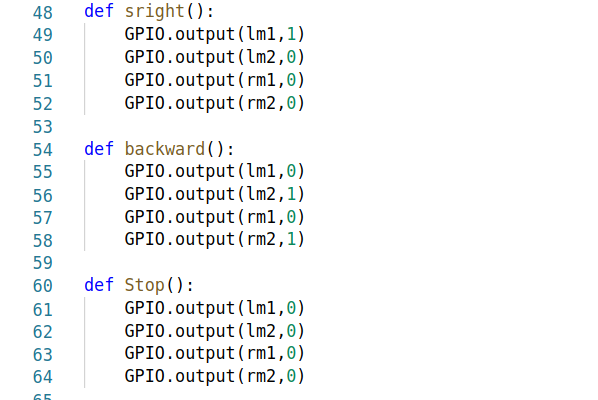 48 def sright():
49     GPIO.output(lm1,1)
50     GPIO.output(lm2,0)
51     GPIO.output(rm1,0)
52     GPIO.output(rm2,0)
53
54 def backward():
55     GPIO.output(lm1,0)
56     GPIO.output(lm2,1)
57     GPIO.output(rm1,0)
58     GPIO.output(rm2,1)
59
60 def Stop():
61     GPIO.output(lm1,0)
62     GPIO.output(lm2,0)
63     GPIO.output(rm1,0)
64     GPIO.output(rm2,0)
65